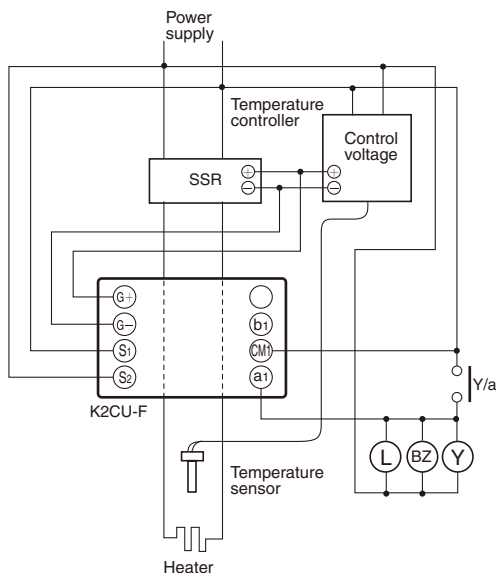 Power
supply
Temperature
controller
Control
voltage
SSR
+
−
+
−
G+
G−
S1
S2
b1
CM1
a1
K2CU-F
Y/a
L
BZ
Y
Temperature
sensor
Heater